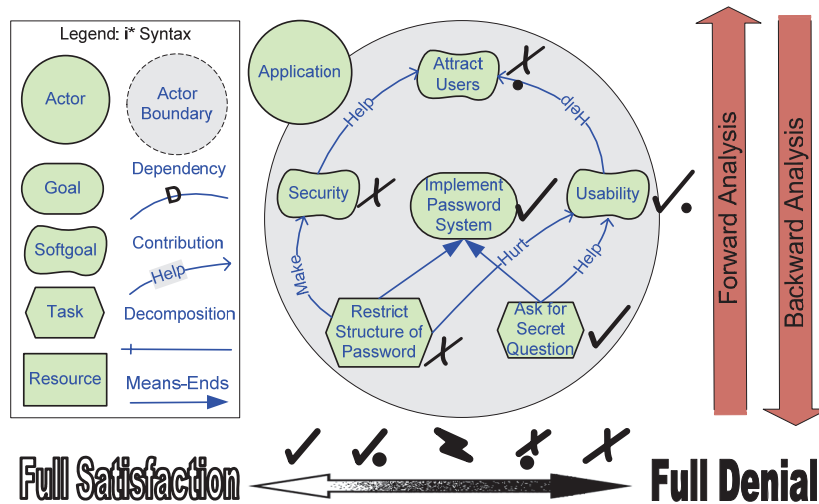 Legend: i* Syntax
Actor
Actor
Boundary
Goal
Dependency
D
Softgoal
Contribution
Help
Task
Decomposition
Resource
Means-Ends
Application
Attract
Users
Help
Help
Security
Implement
Password
System
Usability
Make
Hurt
Help
Restrict
Structure of
Password
Ask for
Secret
Question
Forward Analysis
Backward Analysis
Full Satisfaction
Full Denial